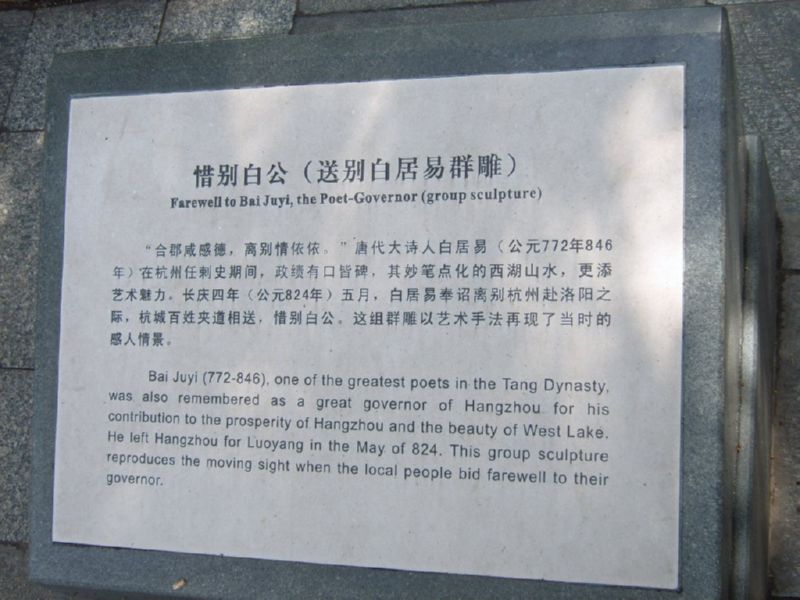 惜别白公（送别白居易群雕）
Farewell to Bai Juyi, the Poet-Governor (group sculpture)
“合郡咸感德，离别情依依。”唐代大诗人白居易（公元772年846
年）在杭州任刺史期间，政绩有口皆碑，其妙笔点化的西湖山水，更添
艺术魅力。长庆四年（公元824年）五月，白居易奉诏离别杭州赴洛阳之
际，杭城百姓夹道相送，惜别白公。这组群雕以艺术手法再现了当时的
感人情景。
Bai Juyi (772-846), one of the greatest poets in the Tang Dynasty,
was also remembered as a great governor of Hangzhou for his
contribution to the prosperity of Hangzhou and the beauty of West Lake.
He left Hangzhou for Luoyang in the May of 824. This group sculpture
reproduces the moving sight when the local people bid farewell to their
governor.